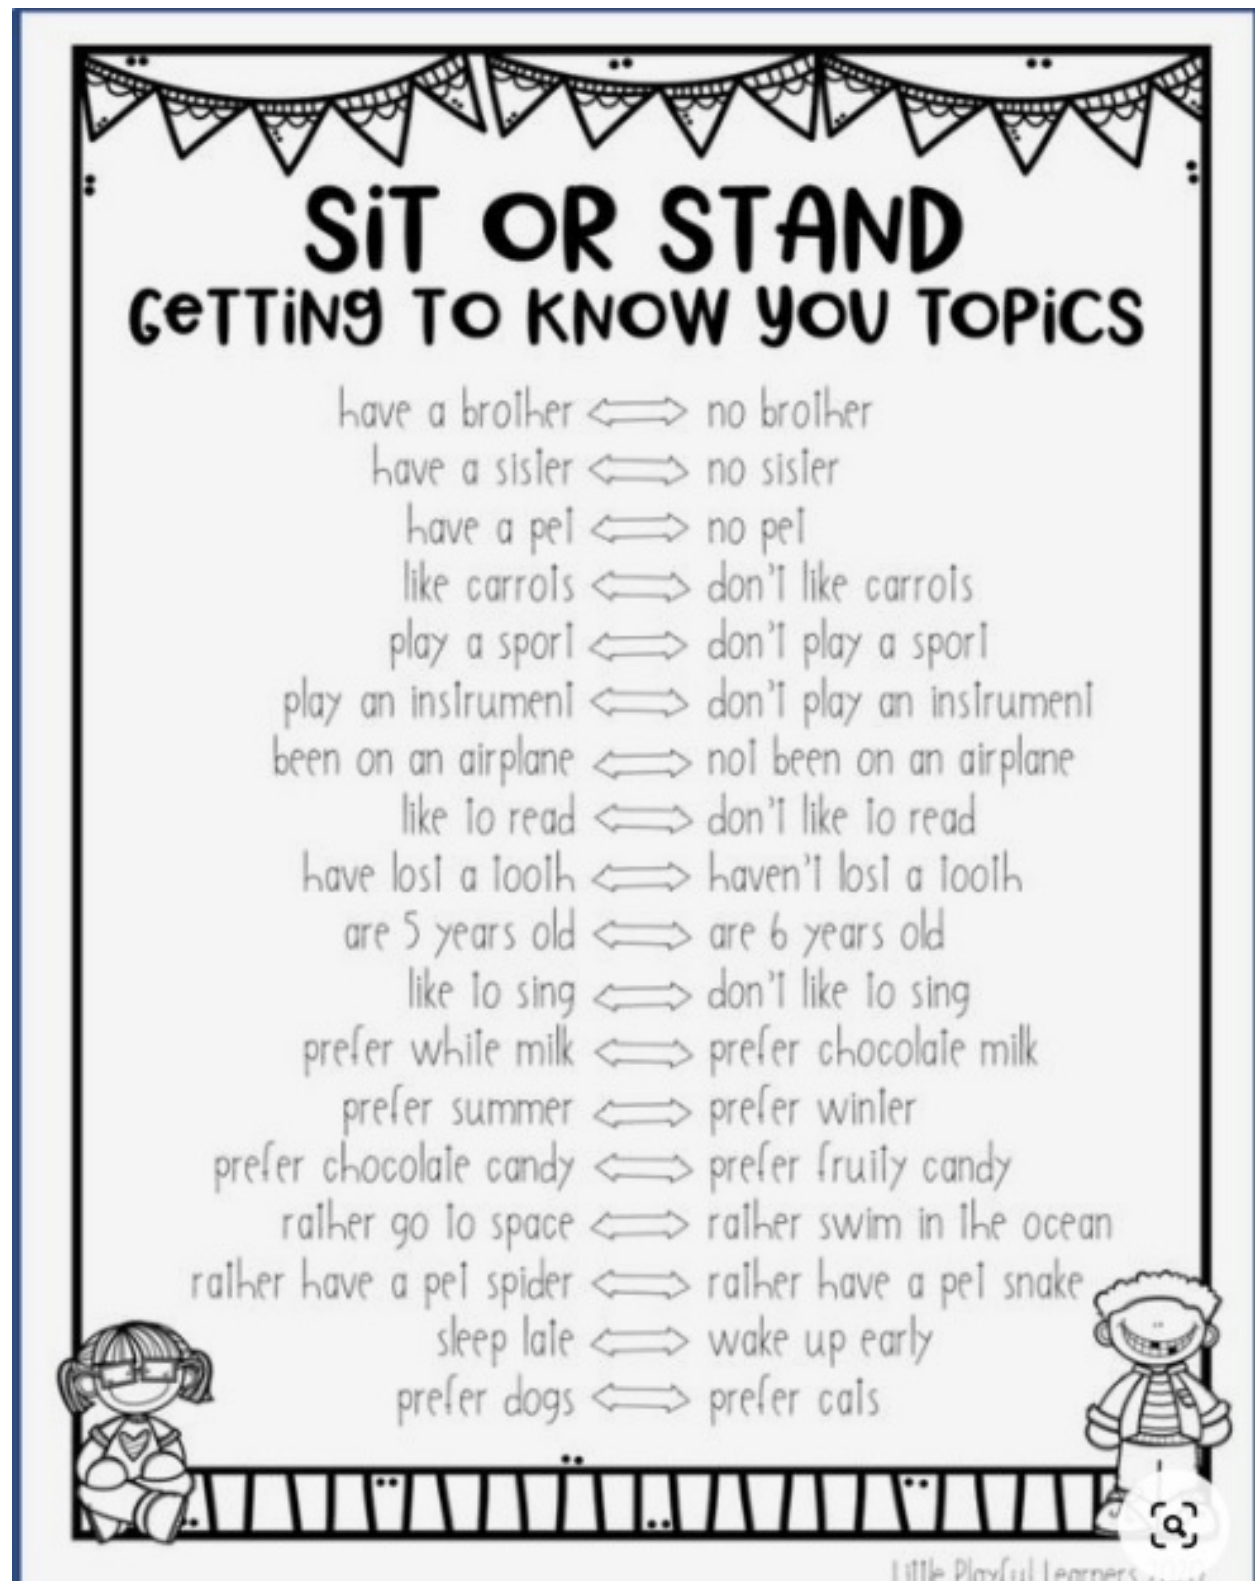 SiT OR STAND
GeTTiNg TO KNOW yOU TOPiCS
have a brother ⟺ no brother
have a sister ⟺ no sister
have a pet ⟺ no pet
like carrots ⟺ don't like carrots
play a sport ⟺ don't play a sport
play an instrument ⟺ don't play an instrument
been on an airplane ⟺ not been on an airplane
like to read ⟺ don't like to read
have lost a tooth ⟺ haven't lost a tooth
are 5 years old ⟺ are 6 years old
like to sing ⟺ don't like to sing
prefer white milk ⟺ prefer chocolate milk
prefer summer ⟺ prefer winter
prefer chocolate candy ⟺ prefer fruity candy
rather go to space ⟺ rather swim in the ocean
rather have a pet spider ⟺ rather have a pet snake
sleep late ⟺ wake up early
prefer dogs ⟺ prefer cats
Little Playful Learners